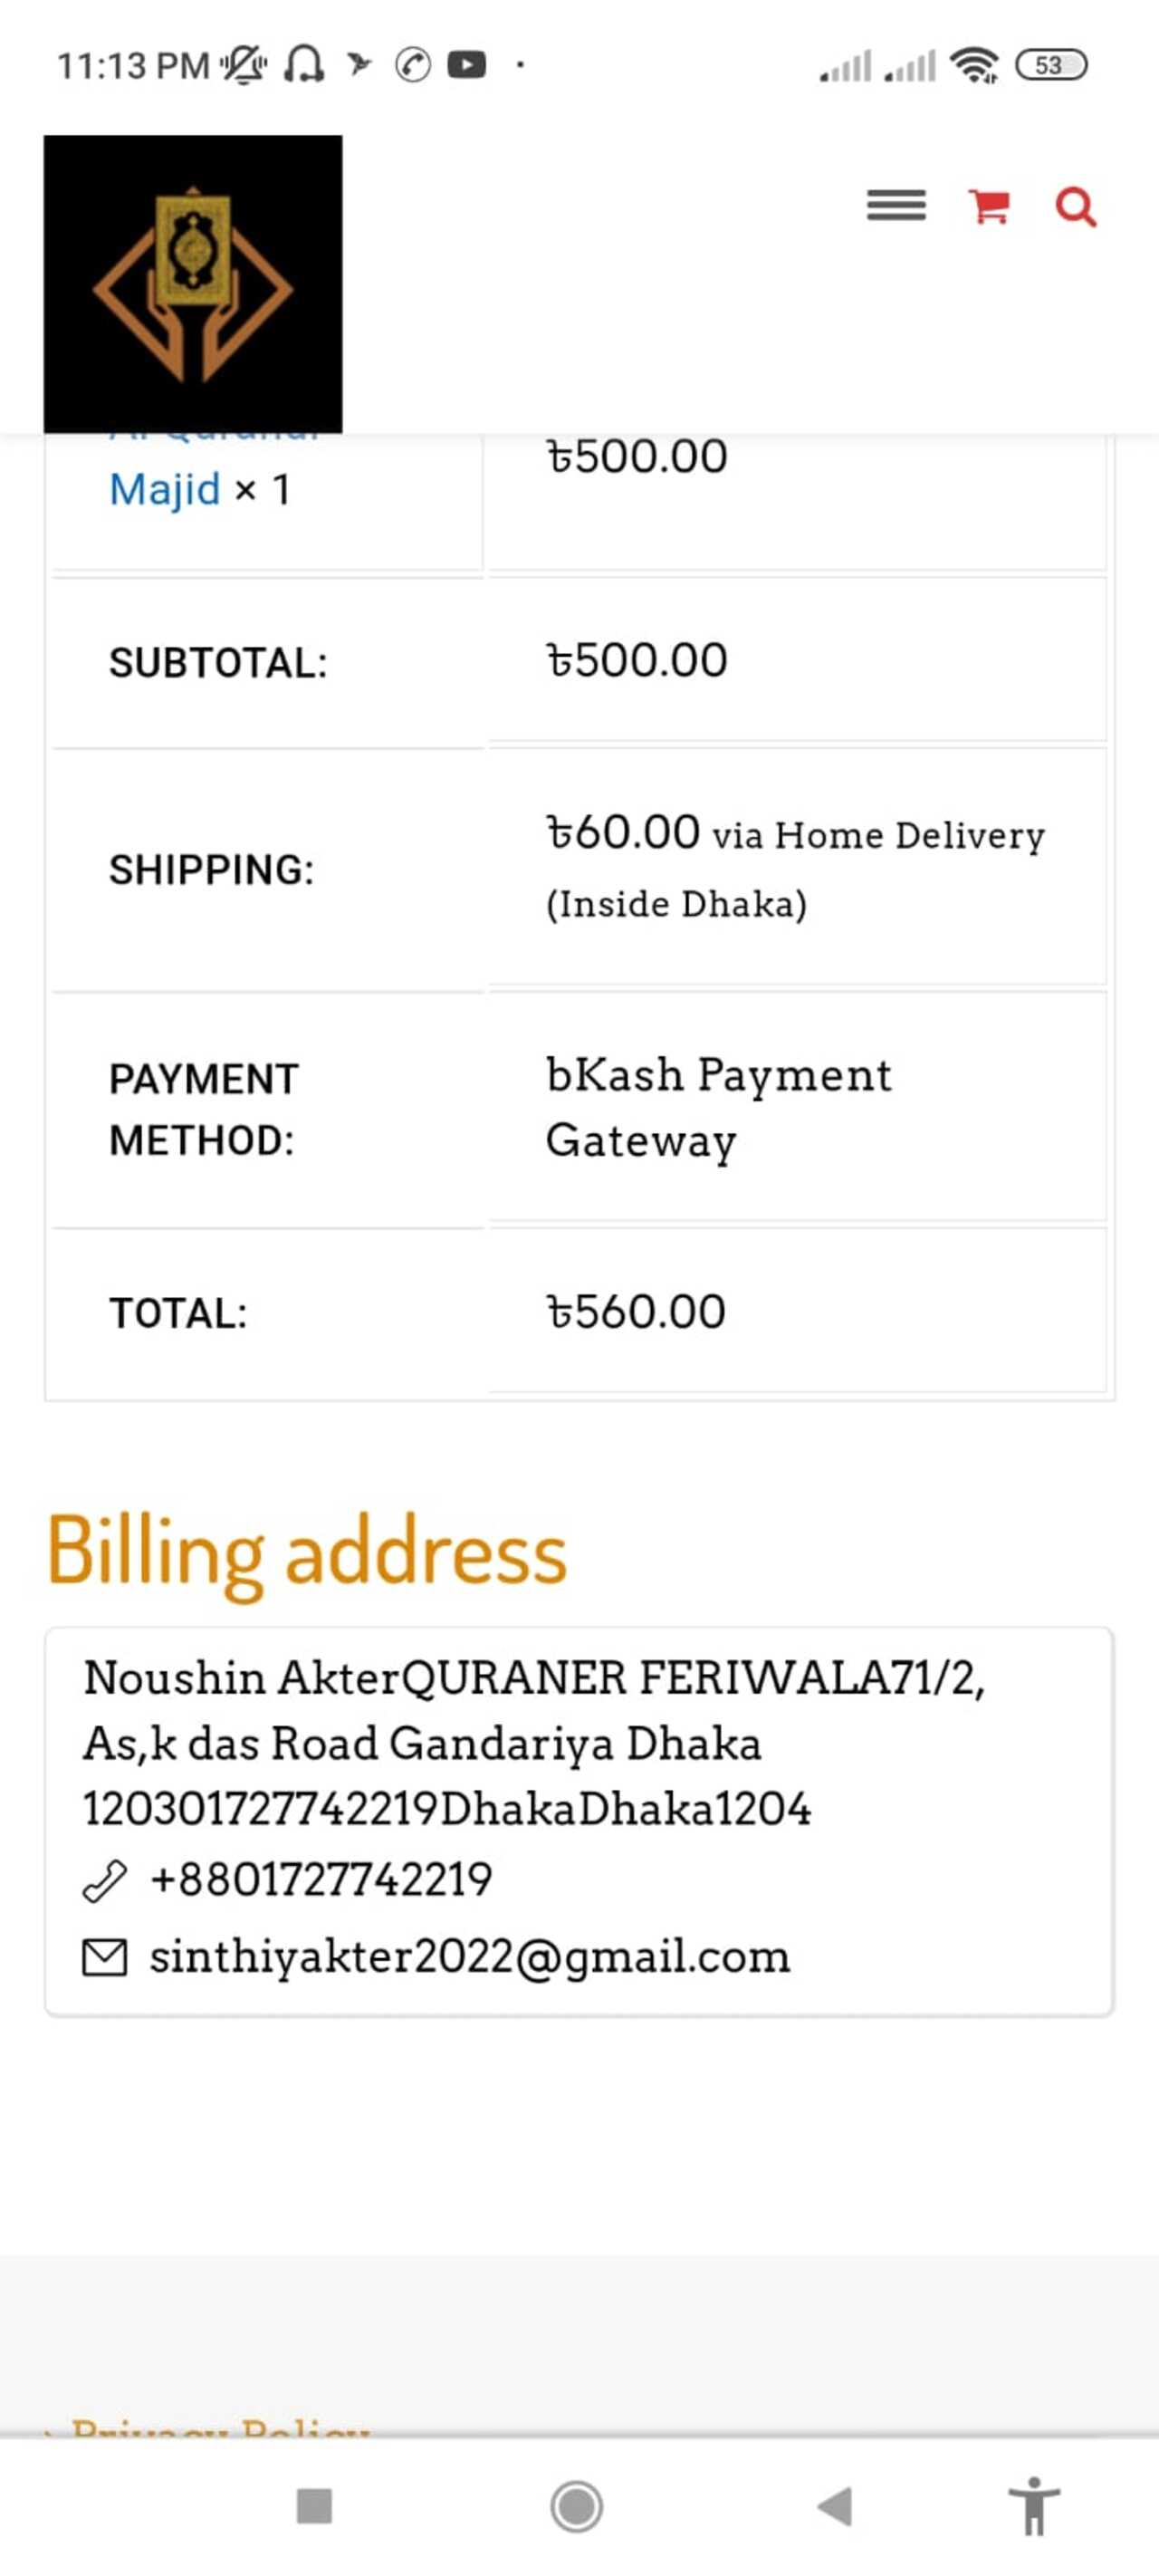 11:13 PM
53
Majid × 1
৳500.00
SUBTOTAL:
৳500.00
SHIPPING:
৳60.00 via Home Delivery
(Inside Dhaka)
PAYMENT
METHOD:
bKash Payment
Gateway
TOTAL:
৳560.00
Billing address
Noushin AkterQURANER FERIWALA71/2,
As,k das Road Gandariya Dhaka
120301727742219DhakaDhaka1204
+8801727742219
sinthiyakter2022@gmail.com
Privacy Policy